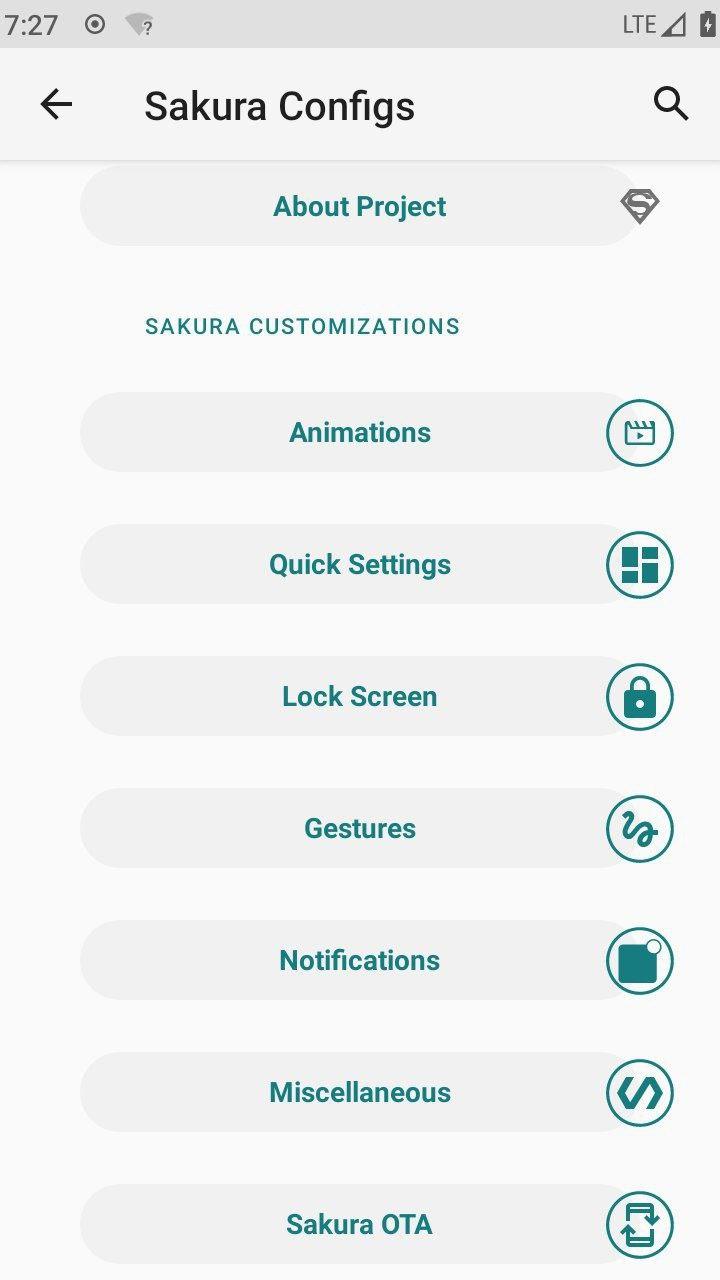 7:27 ? LTE
Sakura Configs
About Project
SAKURA CUSTOMIZATIONS
Animations
Quick Settings
Lock Screen
Gestures
Notifications
Miscellaneous
Sakura OTA